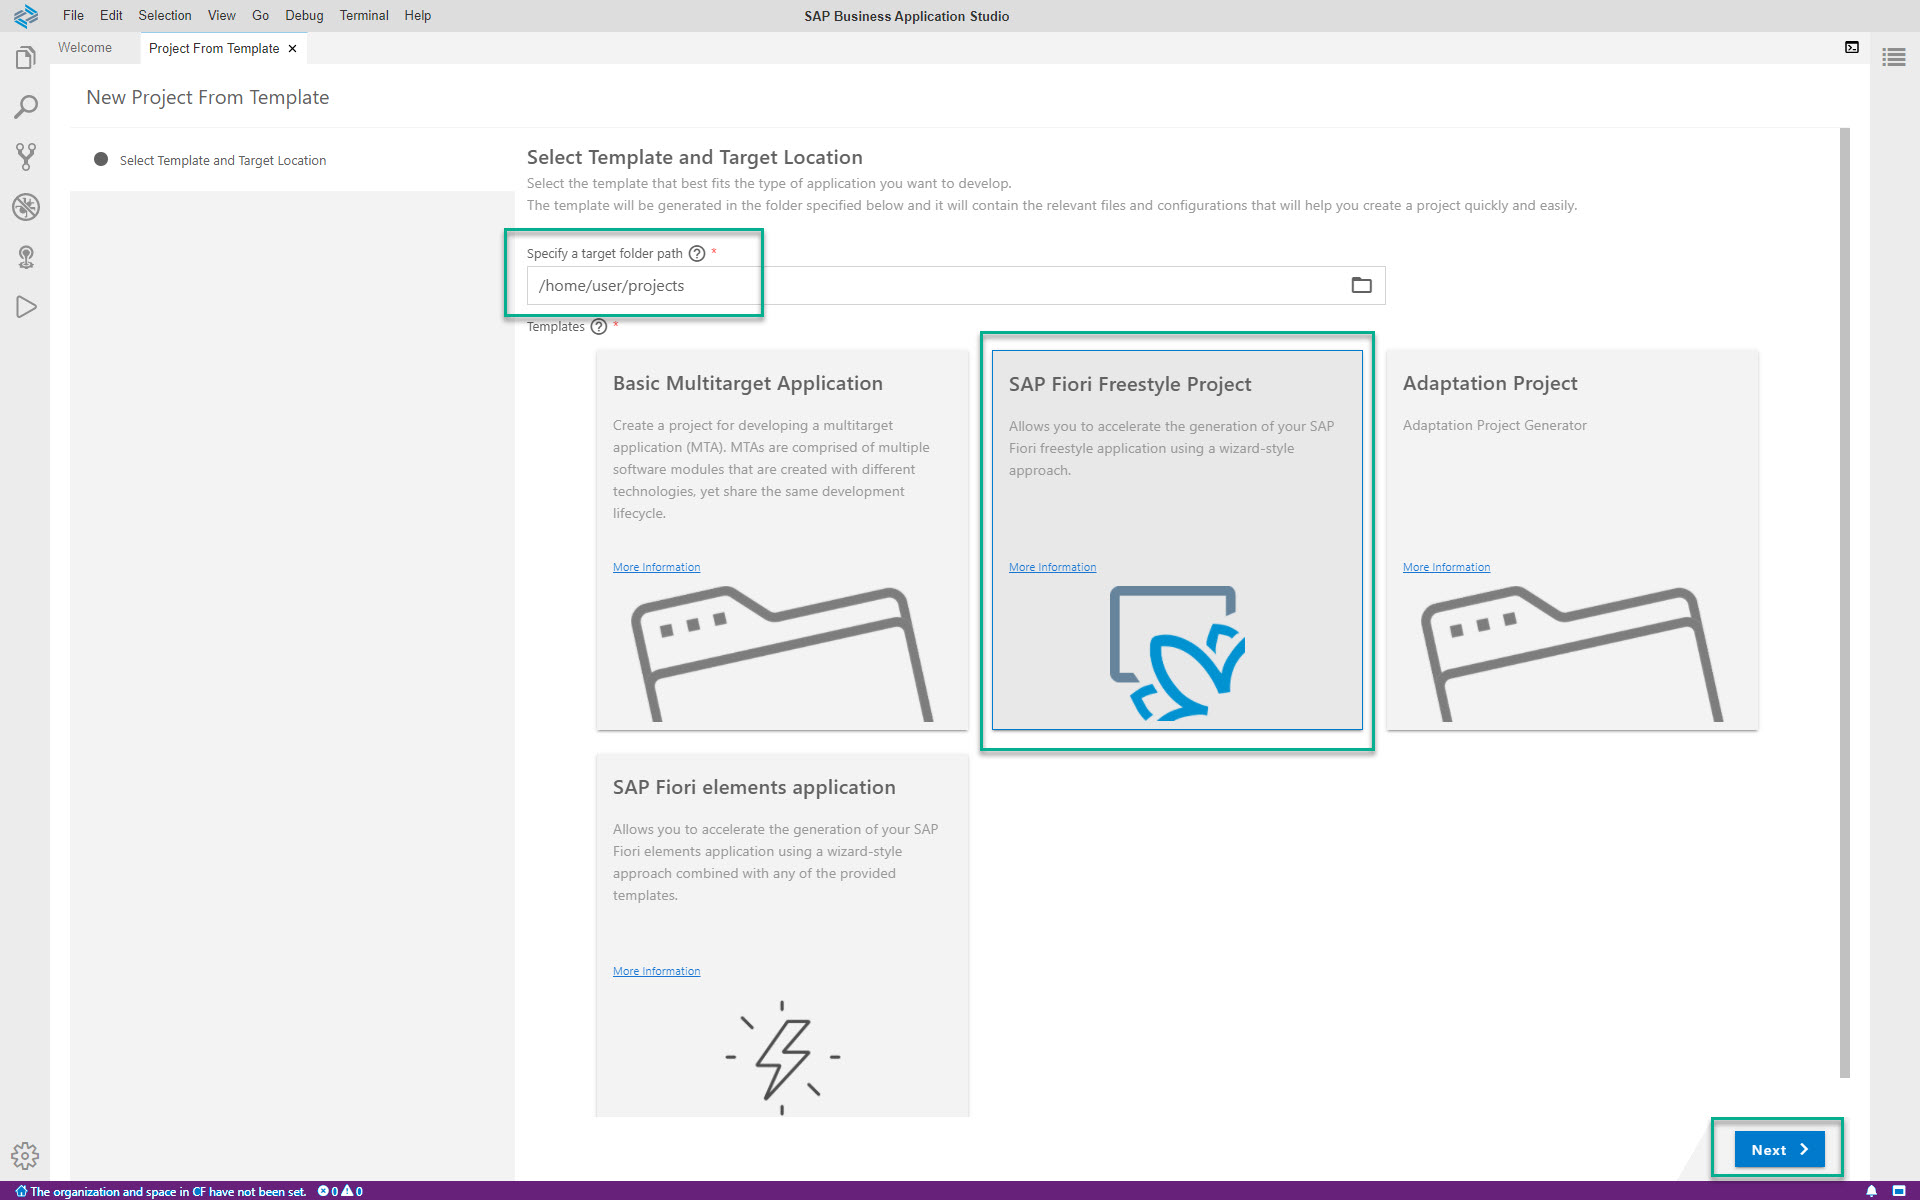 File Edit Selection View Go Debug Terminal Help
SAP Business Application Studio
Welcome
Project From Template
New Project From Template
Select Template and Target Location
Select Template and Target Location
Select the template that best fits the type of application you want to develop.
The template will be generated in the folder specified below and it will contain the relevant files and configurations that will help you create a project quickly and easily.
Specify a target folder path ? *
/home/user/projects
Templates ? *
Basic Multitarget Application
Create a project for developing a multitarget
application (MTA). MTAs are comprised of multiple
software modules that are created with different
technologies, yet share the same development
lifecycle.
More Information
SAP Fiori Freestyle Project
Allows you to accelerate the generation of your SAP
Fiori freestyle application using a wizard-style
approach.
More Information
Adaptation Project
Adaptation Project Generator
More Information
SAP Fiori elements application
Allows you to accelerate the generation of your SAP
Fiori elements application using a wizard-style
approach combined with any of the provided
templates.
More Information
Next
The organization and space in CF have not been set. 0 0